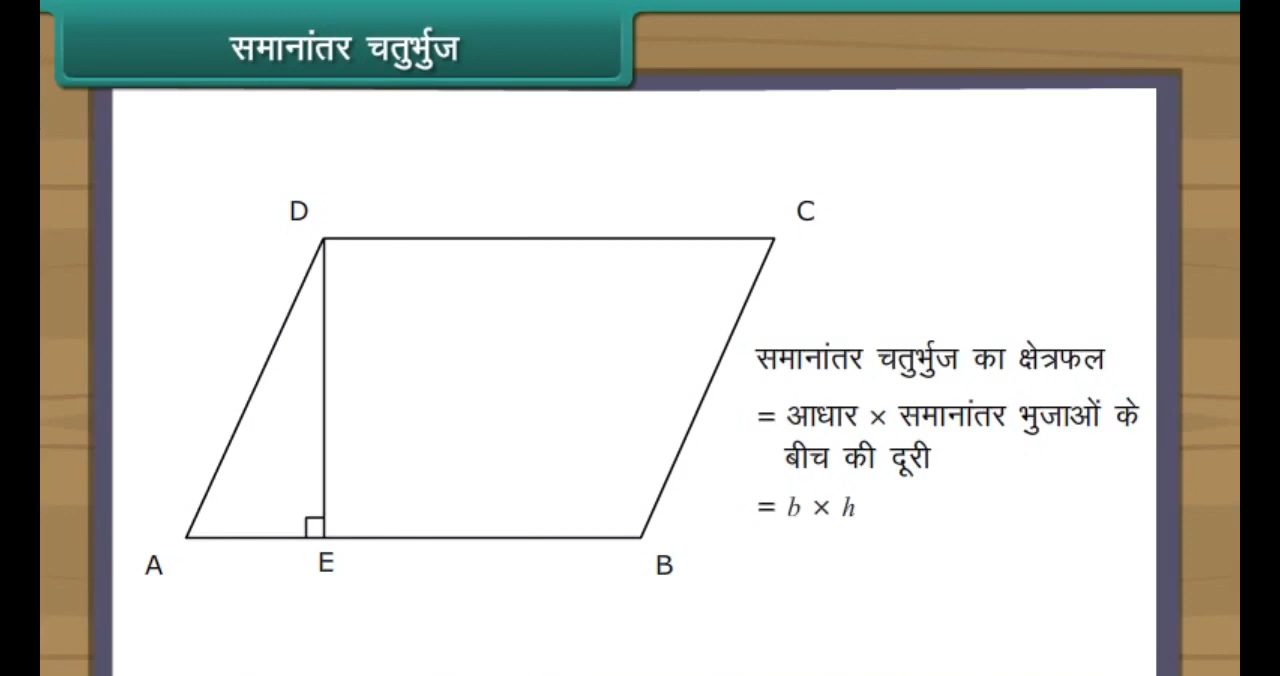 समानांतर चतुर्भुज
D
C
समानांतर चतुर्भुज का क्षेत्रफल
= आधार × समानांतर भुजाओं के
बीच की दूरी
= b × h
A
E
B